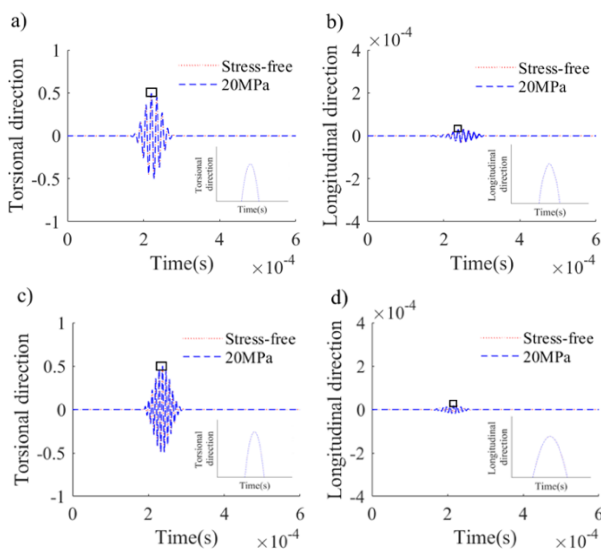 a)
Torsional direction
1
0.5
0
-0.5
-1
Stress-free
20MPa
Torsional
direction
Time(s)
0
2
4
6
Time(s)
×10⁻⁴
b)
Longitudinal direction
4
×10⁻⁴
2
0
-2
-4
Stress-free
20MPa
Longitudinal
direction
Time(s)
0
2
4
6
Time(s)
×10⁻⁴
c)
Torsional direction
1
0.5
0
-0.5
-1
Stress-free
20MPa
Torsional
direction
Time(s)
0
2
4
6
Time(s)
×10⁻⁴
d)
Longitudinal direction
4
×10⁻⁴
2
0
-2
-4
Stress-free
20MPa
Longitudinal
direction
Time(s)
0
2
4
6
Time(s)
×10⁻⁴